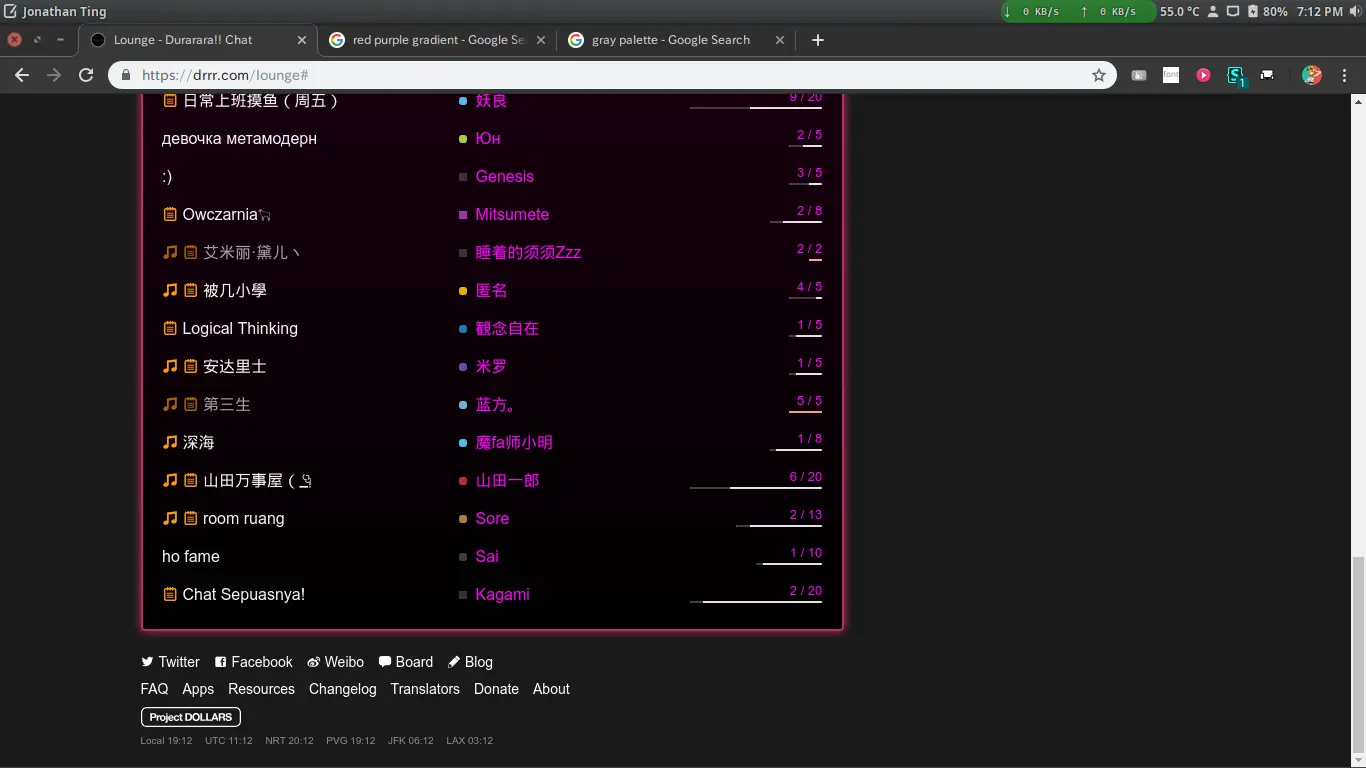 Jonathan Ting
0 KB/s 0 KB/s 55.0 °C 80% 7:12 PM
Lounge - Durarara!! Chat red purple gradient - Google Se gray palette - Google Search
https://drrr.com/lounge#
font
1
日常上班摸鱼（周五） 妖良 9 / 20
девочка метамодерн Юн 2 / 5
:) Genesis 3 / 5
Owczarnia🐑 Mitsumete 2 / 8
艾米丽·黛儿丶 睡着的须须Zzz 2 / 2
被几小學 匿名 4 / 5
Logical Thinking 観念自在 1 / 5
安达里士 米罗 1 / 5
第三生 蓝方。 5 / 5
深海 魔fa师小明 1 / 8
山田万事屋（ 山田一郎 6 / 20
room ruang Sore 2 / 13
ho fame Sai 1 / 10
Chat Sepuasnya! Kagami 2 / 20
Twitter Facebook Weibo Board Blog
FAQ Apps Resources Changelog Translators Donate About
Project DOLLARS
Local 19:12 UTC 11:12 NRT 20:12 PVG 19:12 JFK 06:12 LAX 03:12